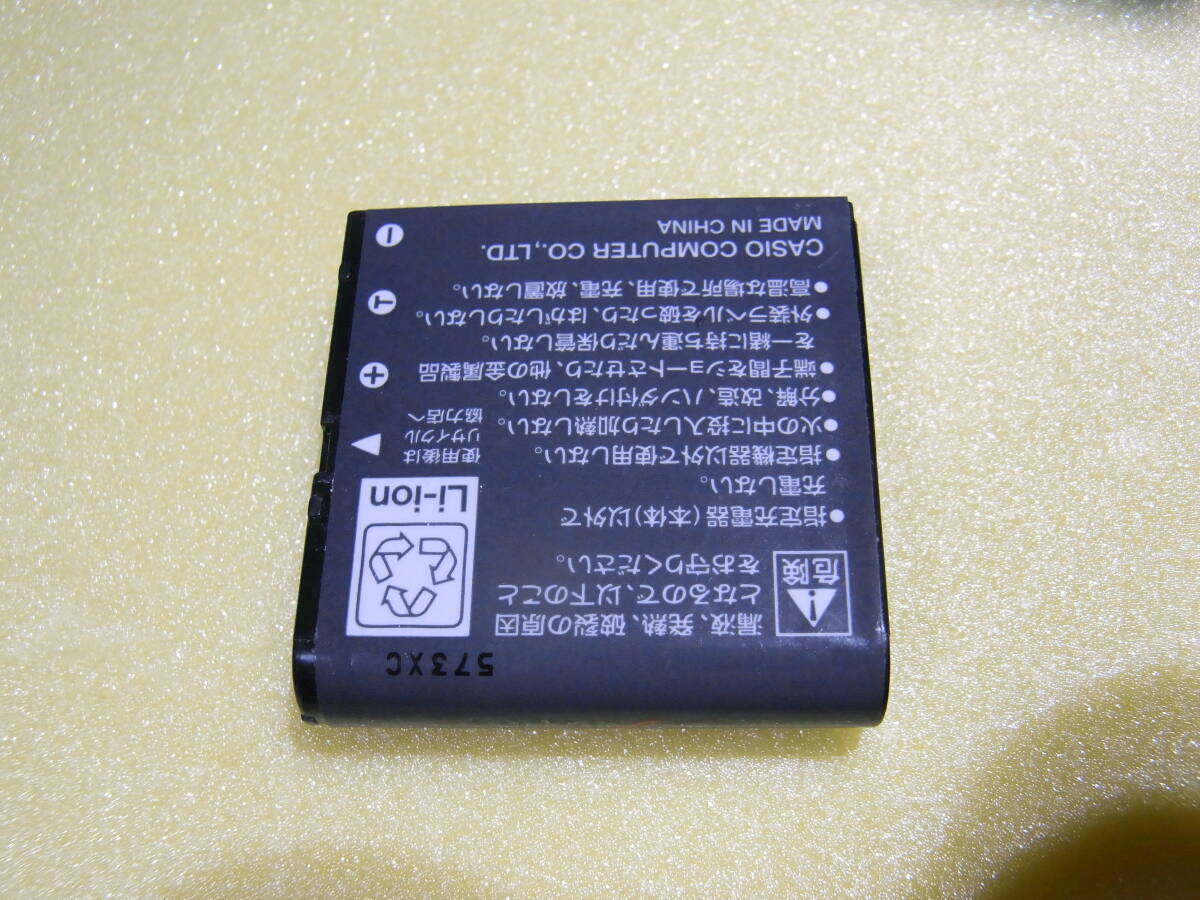 573XC
危険
漏液、発熱、破裂の原因
となるので、以下のこと
をお守りください。
●指定充電器(本体)以外で
充電しない。
●指定機器以外で使用しない。
●火の中に投入したり加熱しない。
●分解、改造、ハンダ付けをしない。
●端子間をショートさせたり、他の金属製品
を一緒に持ち運んだり保管しない。
●外装ラベルを破ったり、はがしたりしない。
●高温な場所で使用、充電、放置しない。
CASIO COMPUTER CO.,LTD.
MADE IN CHINA
Li-ion
使用後は
リサイクル
協力店へ
+
T
-